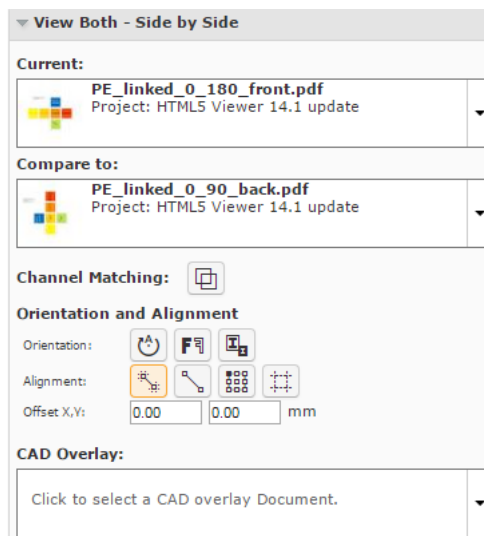 View Both - Side by Side
Current:
PE_linked_0_180_front.pdf
Project: HTML5 Viewer 14.1 update
Compare to:
PE_linked_0_90_back.pdf
Project: HTML5 Viewer 14.1 update
Channel Matching:
Orientation and Alignment
Orientation:
Alignment:
Offset X,Y: 0.00 0.00 mm
CAD Overlay:
Click to select a CAD overlay Document.